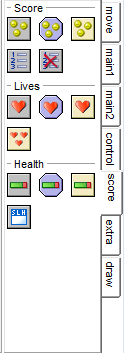 Score
Lives
Health
SLH
move
main1
main2
control
score
extra
draw